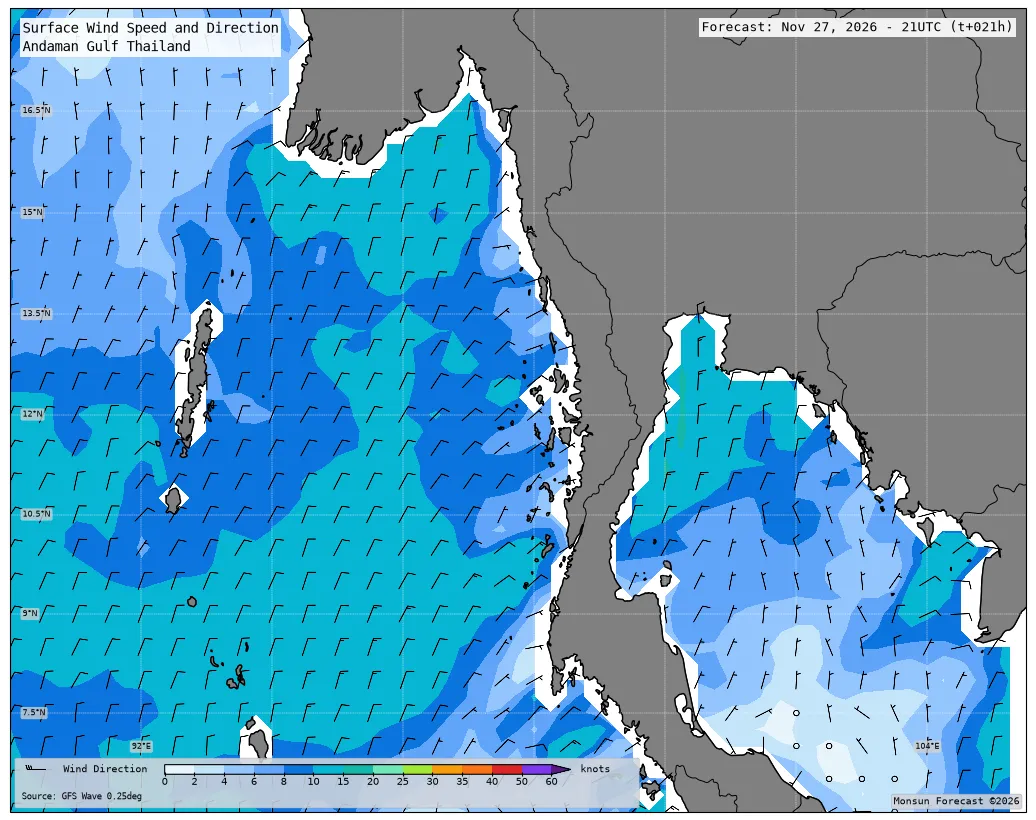 Surface Wind Speed and Direction
Andaman Gulf Thailand
Forecast: Nov 27, 2026 - 21UTC (t+021h)
16.5°N
15°N
13.5°N
12°N
10.5°N
9°N
7.5°N
92°E
104°E
Wind Direction
0 2 4 6 8 10 15 20 25 30 35 40 50 60
knots
Source: GFS Wave 0.25deg
Monsun Forecast ©2026